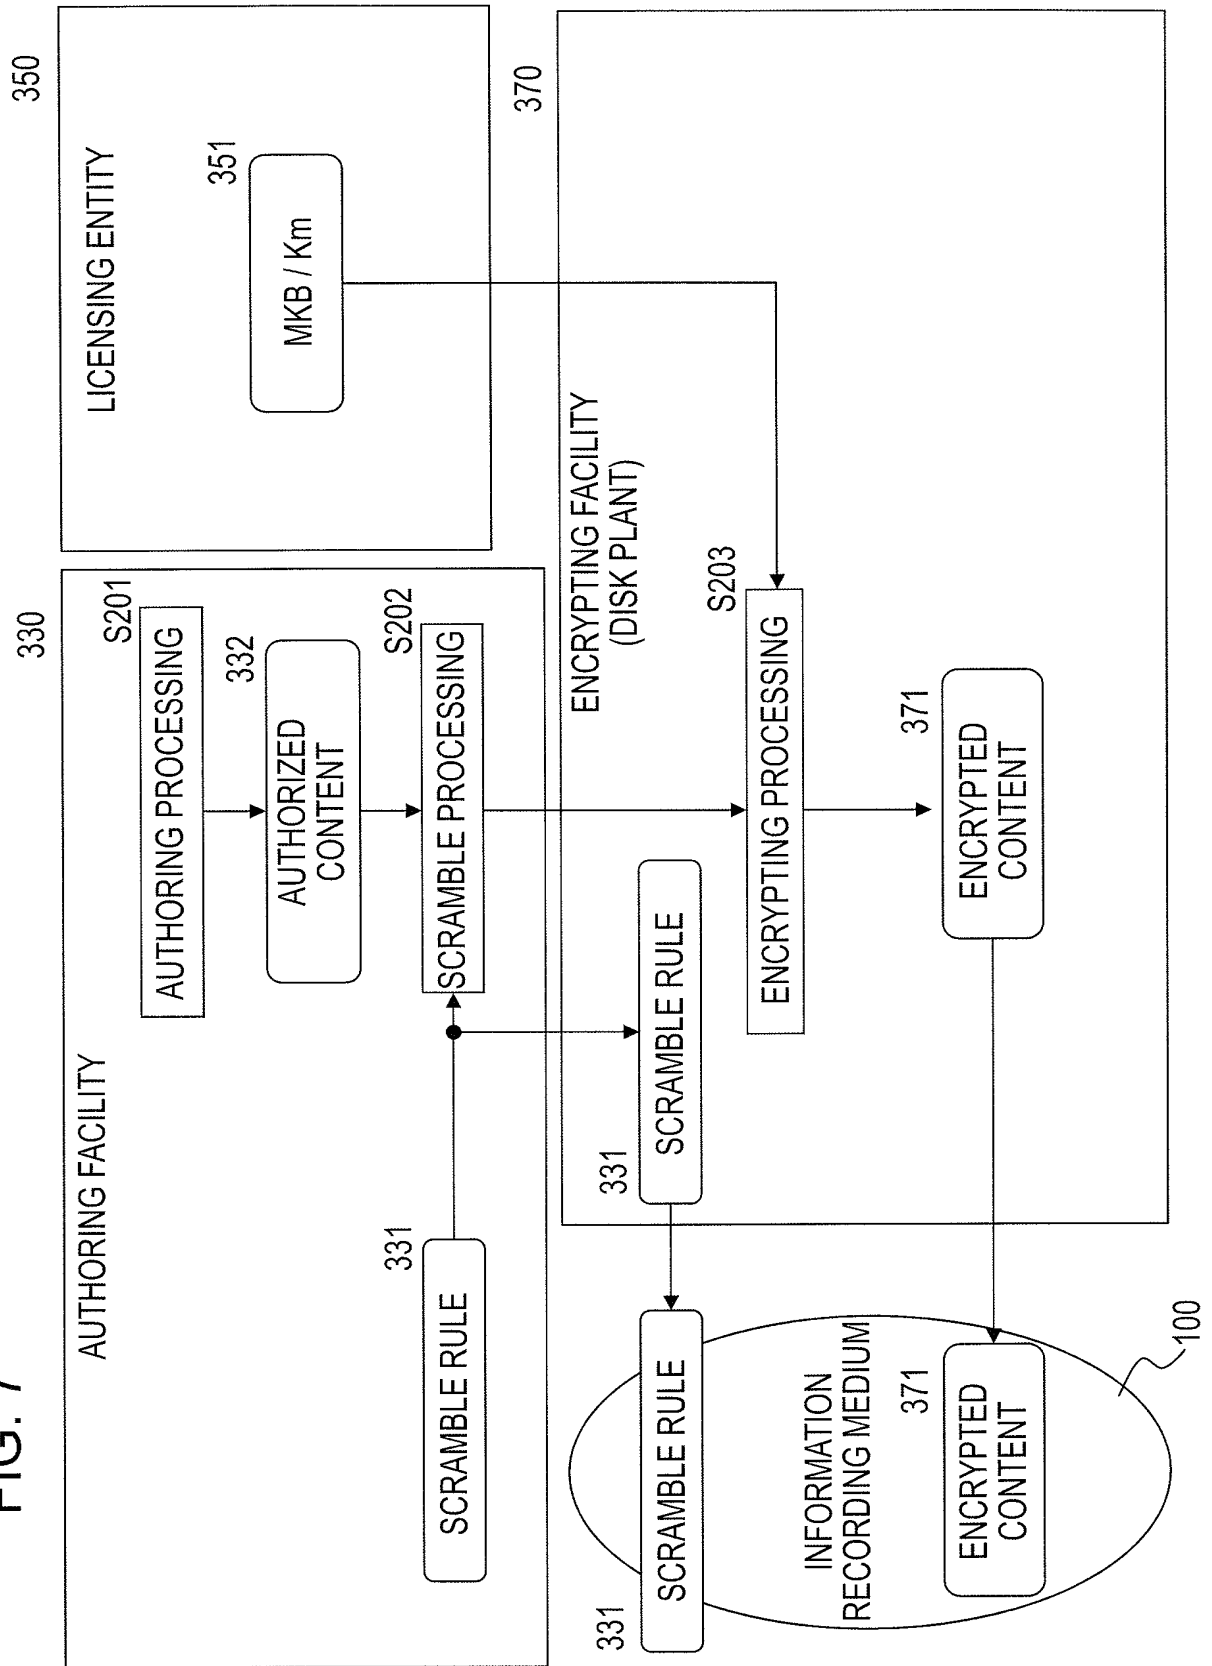 FIG. 7
330
AUTHORING FACILITY
S201
AUTHORING PROCESSING
332
AUTHORIZED
CONTENT
S202
SCRAMBLE PROCESSING
331
SCRAMBLE RULE
350
LICENSING ENTITY
351
MKB / Km
370
ENCRYPTING FACILITY
(DISK PLANT)
S203
ENCRYPTING PROCESSING
331
SCRAMBLE RULE
371
ENCRYPTED
CONTENT
331
SCRAMBLE RULE
INFORMATION
RECORDING MEDIUM
371
ENCRYPTED
CONTENT
100